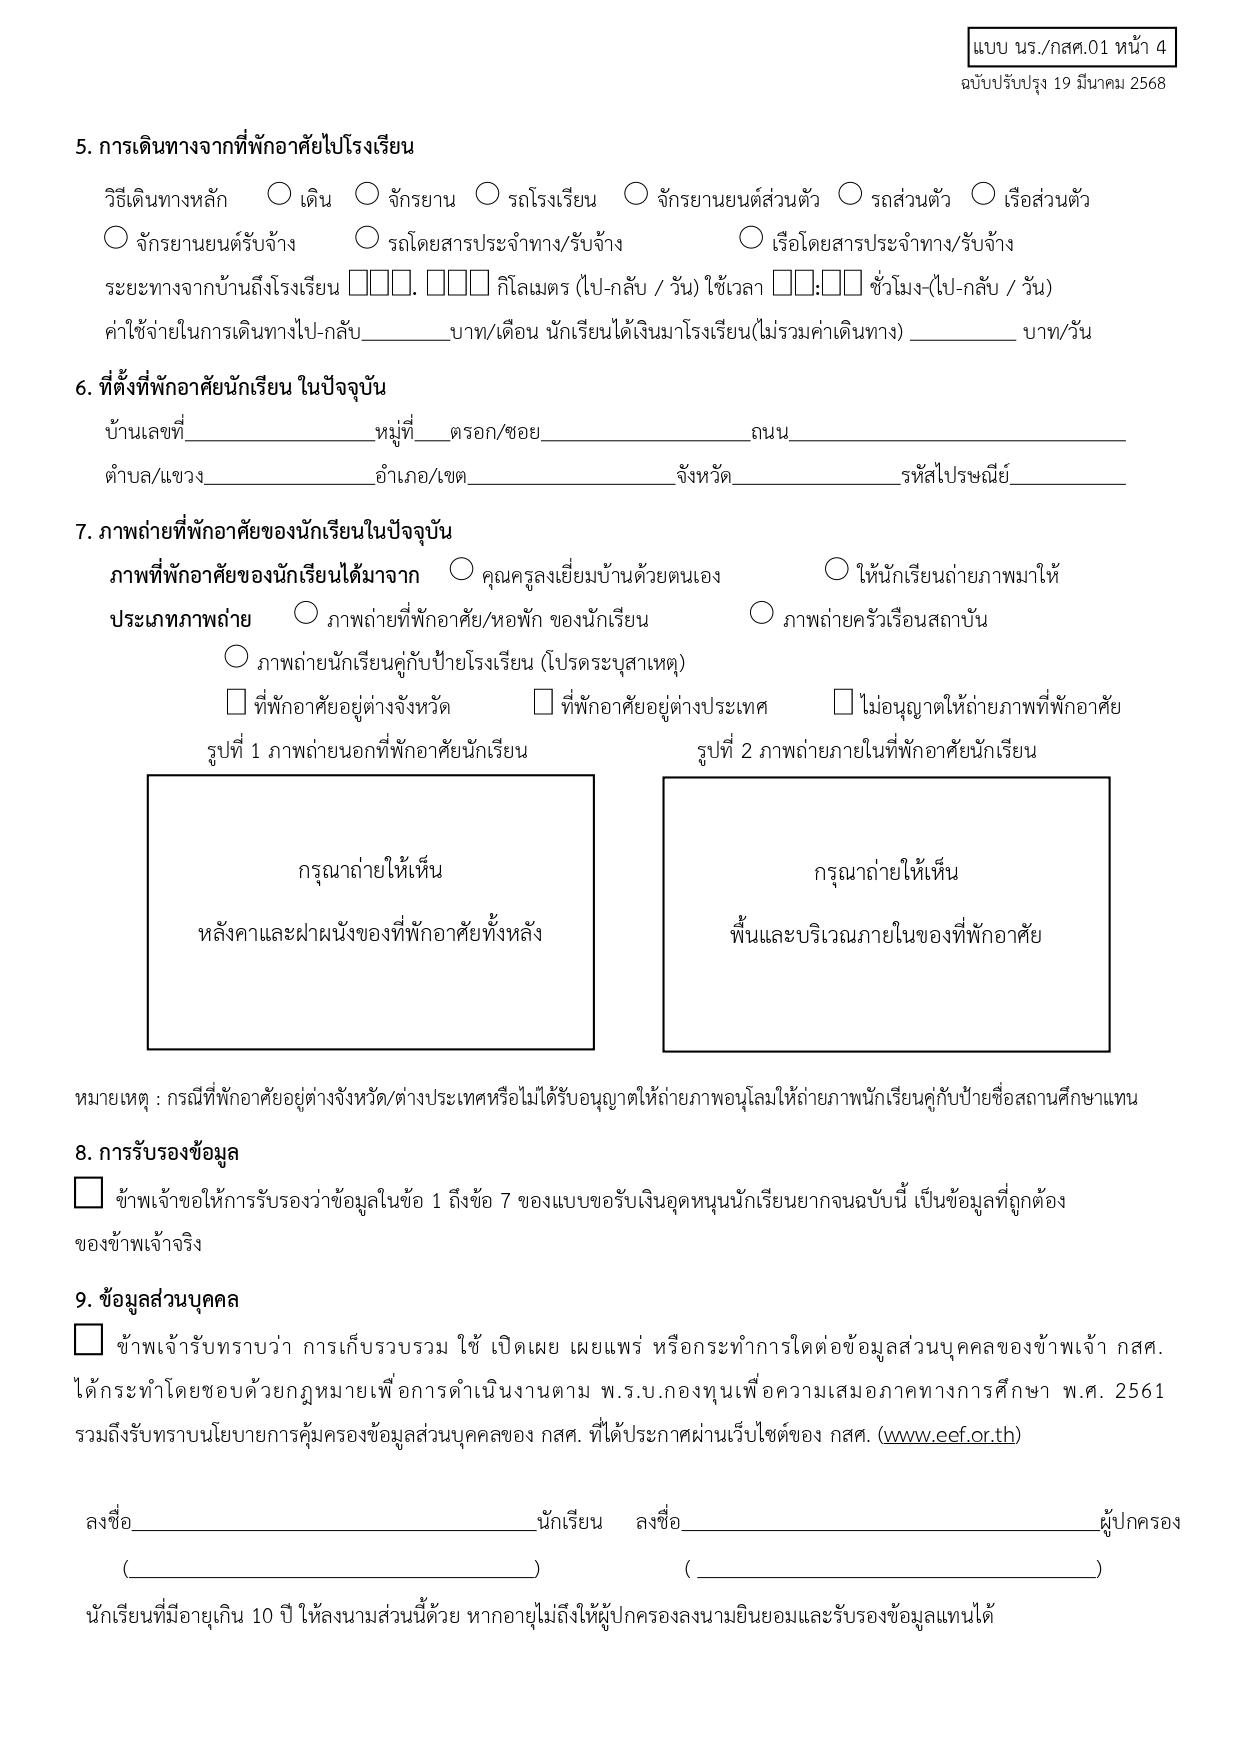 แบบ นร./กสศ.01 หน้า 4
ฉบับปรับปรุง 19 มีนาคม 2568
5. การเดินทางจากที่พักอาศัยไปโรงเรียน
วิธีเดินทางหลัก ◯ เดิน ◯ จักรยาน ◯ รถโรงเรียน ◯ จักรยานยนต์ส่วนตัว ◯ รถส่วนตัว ◯ เรือส่วนตัว
◯ จักรยานยนต์รับจ้าง ◯ รถโดยสารประจำทาง/รับจ้าง ◯ เรือโดยสารประจำทาง/รับจ้าง
ระยะทางจากบ้านถึงโรงเรียน □□□. □□□ กิโลเมตร (ไป-กลับ / วัน) ใช้เวลา □□:□□ ชั่วโมง-(ไป-กลับ / วัน)
ค่าใช้จ่ายในการเดินทางไป-กลับ________บาท/เดือน นักเรียนได้เงินมาโรงเรียน(ไม่รวมค่าเดินทาง) __________ บาท/วัน
6. ที่ตั้งที่พักอาศัยนักเรียน ในปัจจุบัน
บ้านเลขที่_________________หมู่ที่___ตรอก/ซอย___________________ถนน______________________________
ตำบล/แขวง_______________อำเภอ/เขต___________________จังหวัด_______________รหัสไปรษณีย์__________
7. ภาพถ่ายที่พักอาศัยของนักเรียนในปัจจุบัน
ภาพที่พักอาศัยของนักเรียนได้มาจาก ◯ คุณครูลงเยี่ยมบ้านด้วยตนเอง ◯ ให้นักเรียนถ่ายภาพมาให้
ประเภทภาพถ่าย ◯ ภาพถ่ายที่พักอาศัย/หอพัก ของนักเรียน ◯ ภาพถ่ายครัวเรือนสถาบัน
◯ ภาพถ่ายนักเรียนคู่กับป้ายโรงเรียน (โปรดระบุสาเหตุ)
□ ที่พักอาศัยอยู่ต่างจังหวัด □ ที่พักอาศัยอยู่ต่างประเทศ □ ไม่อนุญาตให้ถ่ายภาพที่พักอาศัย
รูปที่ 1 ภาพถ่ายนอกที่พักอาศัยนักเรียน รูปที่ 2 ภาพถ่ายภายในที่พักอาศัยนักเรียน
กรุณาถ่ายให้เห็น
หลังคาและฝาผนังของที่พักอาศัยทั้งหลัง
กรุณาถ่ายให้เห็น
พื้นและบริเวณภายในของที่พักอาศัย
หมายเหตุ : กรณีที่พักอาศัยอยู่ต่างจังหวัด/ต่างประเทศหรือไม่ได้รับอนุญาตให้ถ่ายภาพอนุโลมให้ถ่ายภาพนักเรียนคู่กับป้ายชื่อสถานศึกษาแทน
8. การรับรองข้อมูล
□ ข้าพเจ้าขอให้การรับรองว่าข้อมูลในข้อ 1 ถึงข้อ 7 ของแบบขอรับเงินอุดหนุนนักเรียนยากจนฉบับนี้ เป็นข้อมูลที่ถูกต้อง
ของข้าพเจ้าจริง
9. ข้อมูลส่วนบุคคล
□ ข้าพเจ้ารับทราบว่า การเก็บรวบรวม ใช้ เปิดเผย เผยแพร่ หรือกระทำการใดต่อข้อมูลส่วนบุคคลของข้าพเจ้า กสศ.
ได้กระทำโดยชอบด้วยกฎหมายเพื่อการดำเนินงานตาม พ.ร.บ.กองทุนเพื่อความเสมอภาคทางการศึกษา พ.ศ. 2561
รวมถึงรับทราบนโยบายการคุ้มครองข้อมูลส่วนบุคคลของ กสศ. ที่ได้ประกาศผ่านเว็บไซต์ของ กสศ. (www.eef.or.th)
ลงชื่อ____________________________________นักเรียน ลงชื่อ_____________________________________ผู้ปกครอง
(____________________________________) ( ___________________________________)
นักเรียนที่มีอายุเกิน 10 ปี ให้ลงนามส่วนนี้ด้วย หากอายุไม่ถึงให้ผู้ปกครองลงนามยินยอมและรับรองข้อมูลแทนได้